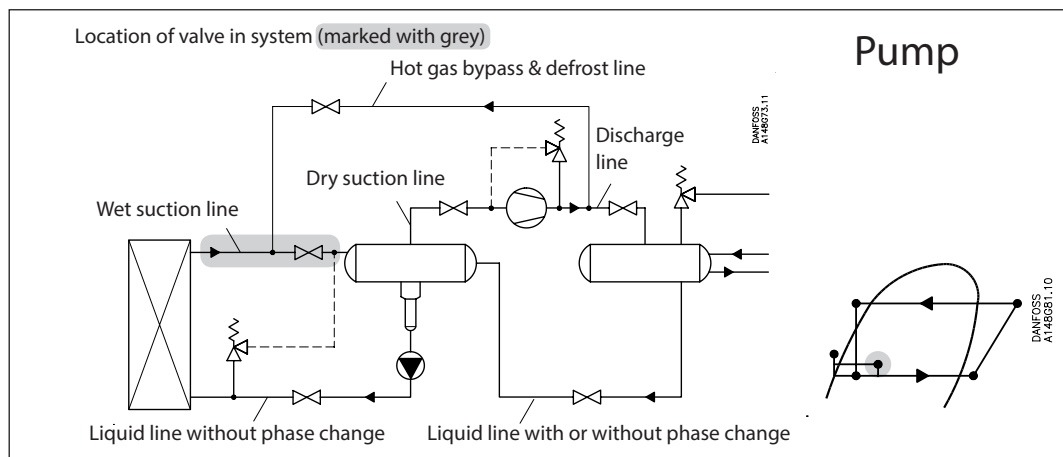 Location of valve in system (marked with grey)
Pump
Hot gas bypass & defrost line
DANFOSS
A148G73.11
Discharge
line
Dry suction line
Wet suction line
DANFOSS
A148G81.10
Liquid line without phase change
Liquid line with or without phase change